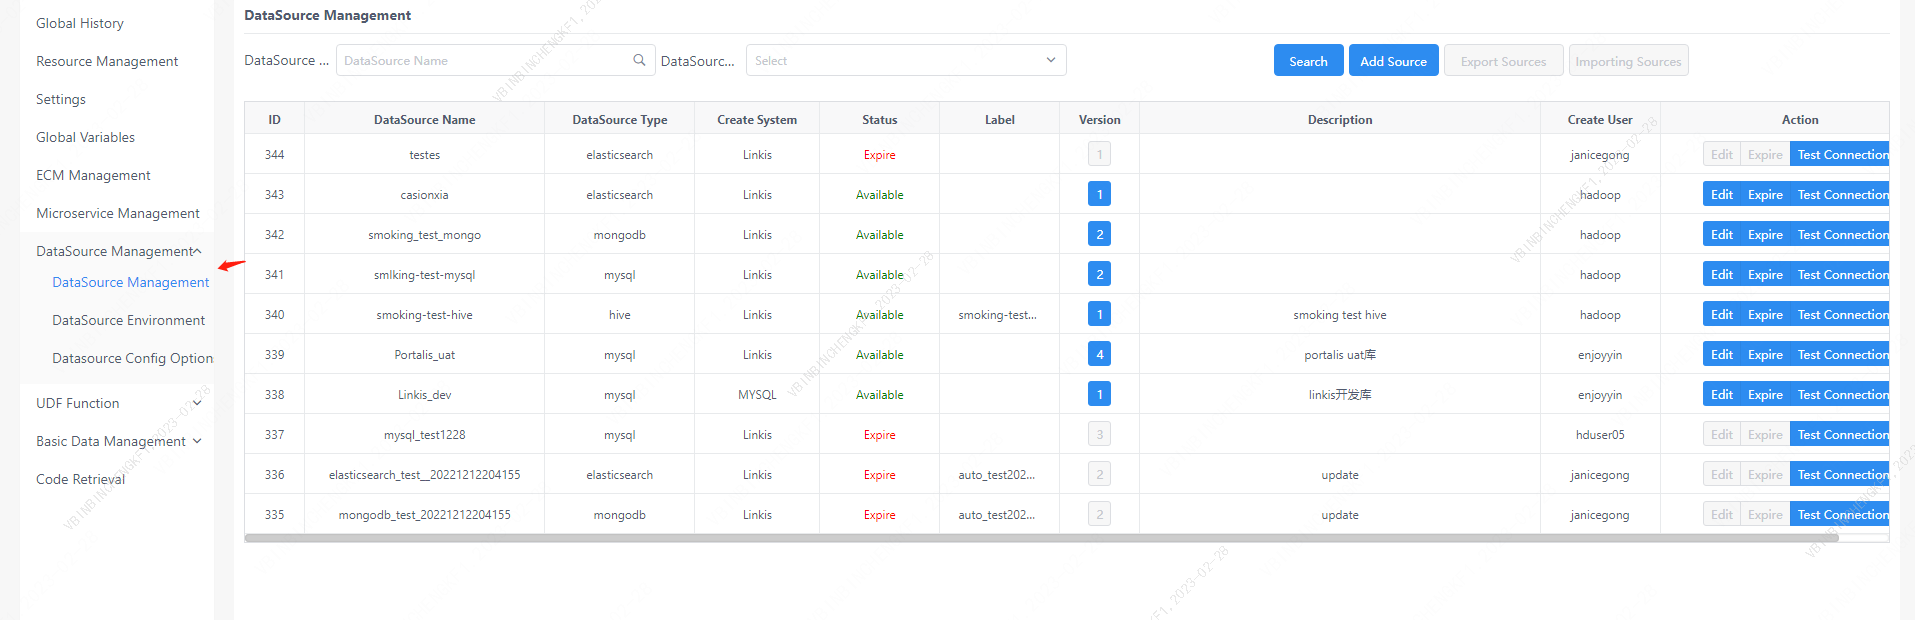 Global History
Resource Management
Settings
Global Variables
ECM Management
Microservice Management
DataSource Management
DataSource Management
DataSource Environment
Datasource Config Option
UDF Function
Basic Data Management
Code Retrieval
DataSource Management
DataSource ... DataSource Name DataSourc... Select Search Add Source Export Sources Importing Sources
ID DataSource Name DataSource Type Create System Status Label Version Description Create User Action
344 testes elasticsearch Linkis Expire 1 janicegong Edit Expire Test Connection
343 casionxia elasticsearch Linkis Available 1 hadoop Edit Expire Test Connection
342 smoking_test_mongo mongodb Linkis Available 2 hadoop Edit Expire Test Connection
341 smlking-test-mysql mysql Linkis Available 2 hadoop Edit Expire Test Connection
340 smoking-test-hive hive Linkis Available smoking-test... 1 smoking test hive hadoop Edit Expire Test Connection
339 Portalis_uat mysql Linkis Available 4 portalis uat库 enjoyyin Edit Expire Test Connection
338 Linkis_dev mysql MYSQL Available 1 linkis开发库 enjoyyin Edit Expire Test Connection
337 mysql_test1228 mysql Linkis Expire 3 hduser05 Edit Expire Test Connection
336 elasticsearch_test__20221212204155 elasticsearch Linkis Expire auto_test202... 2 update janicegong Edit Expire Test Connection
335 mongodb_test_20221212204155 mongodb Linkis Expire auto_test202... 2 update janicegong Edit Expire Test Connection